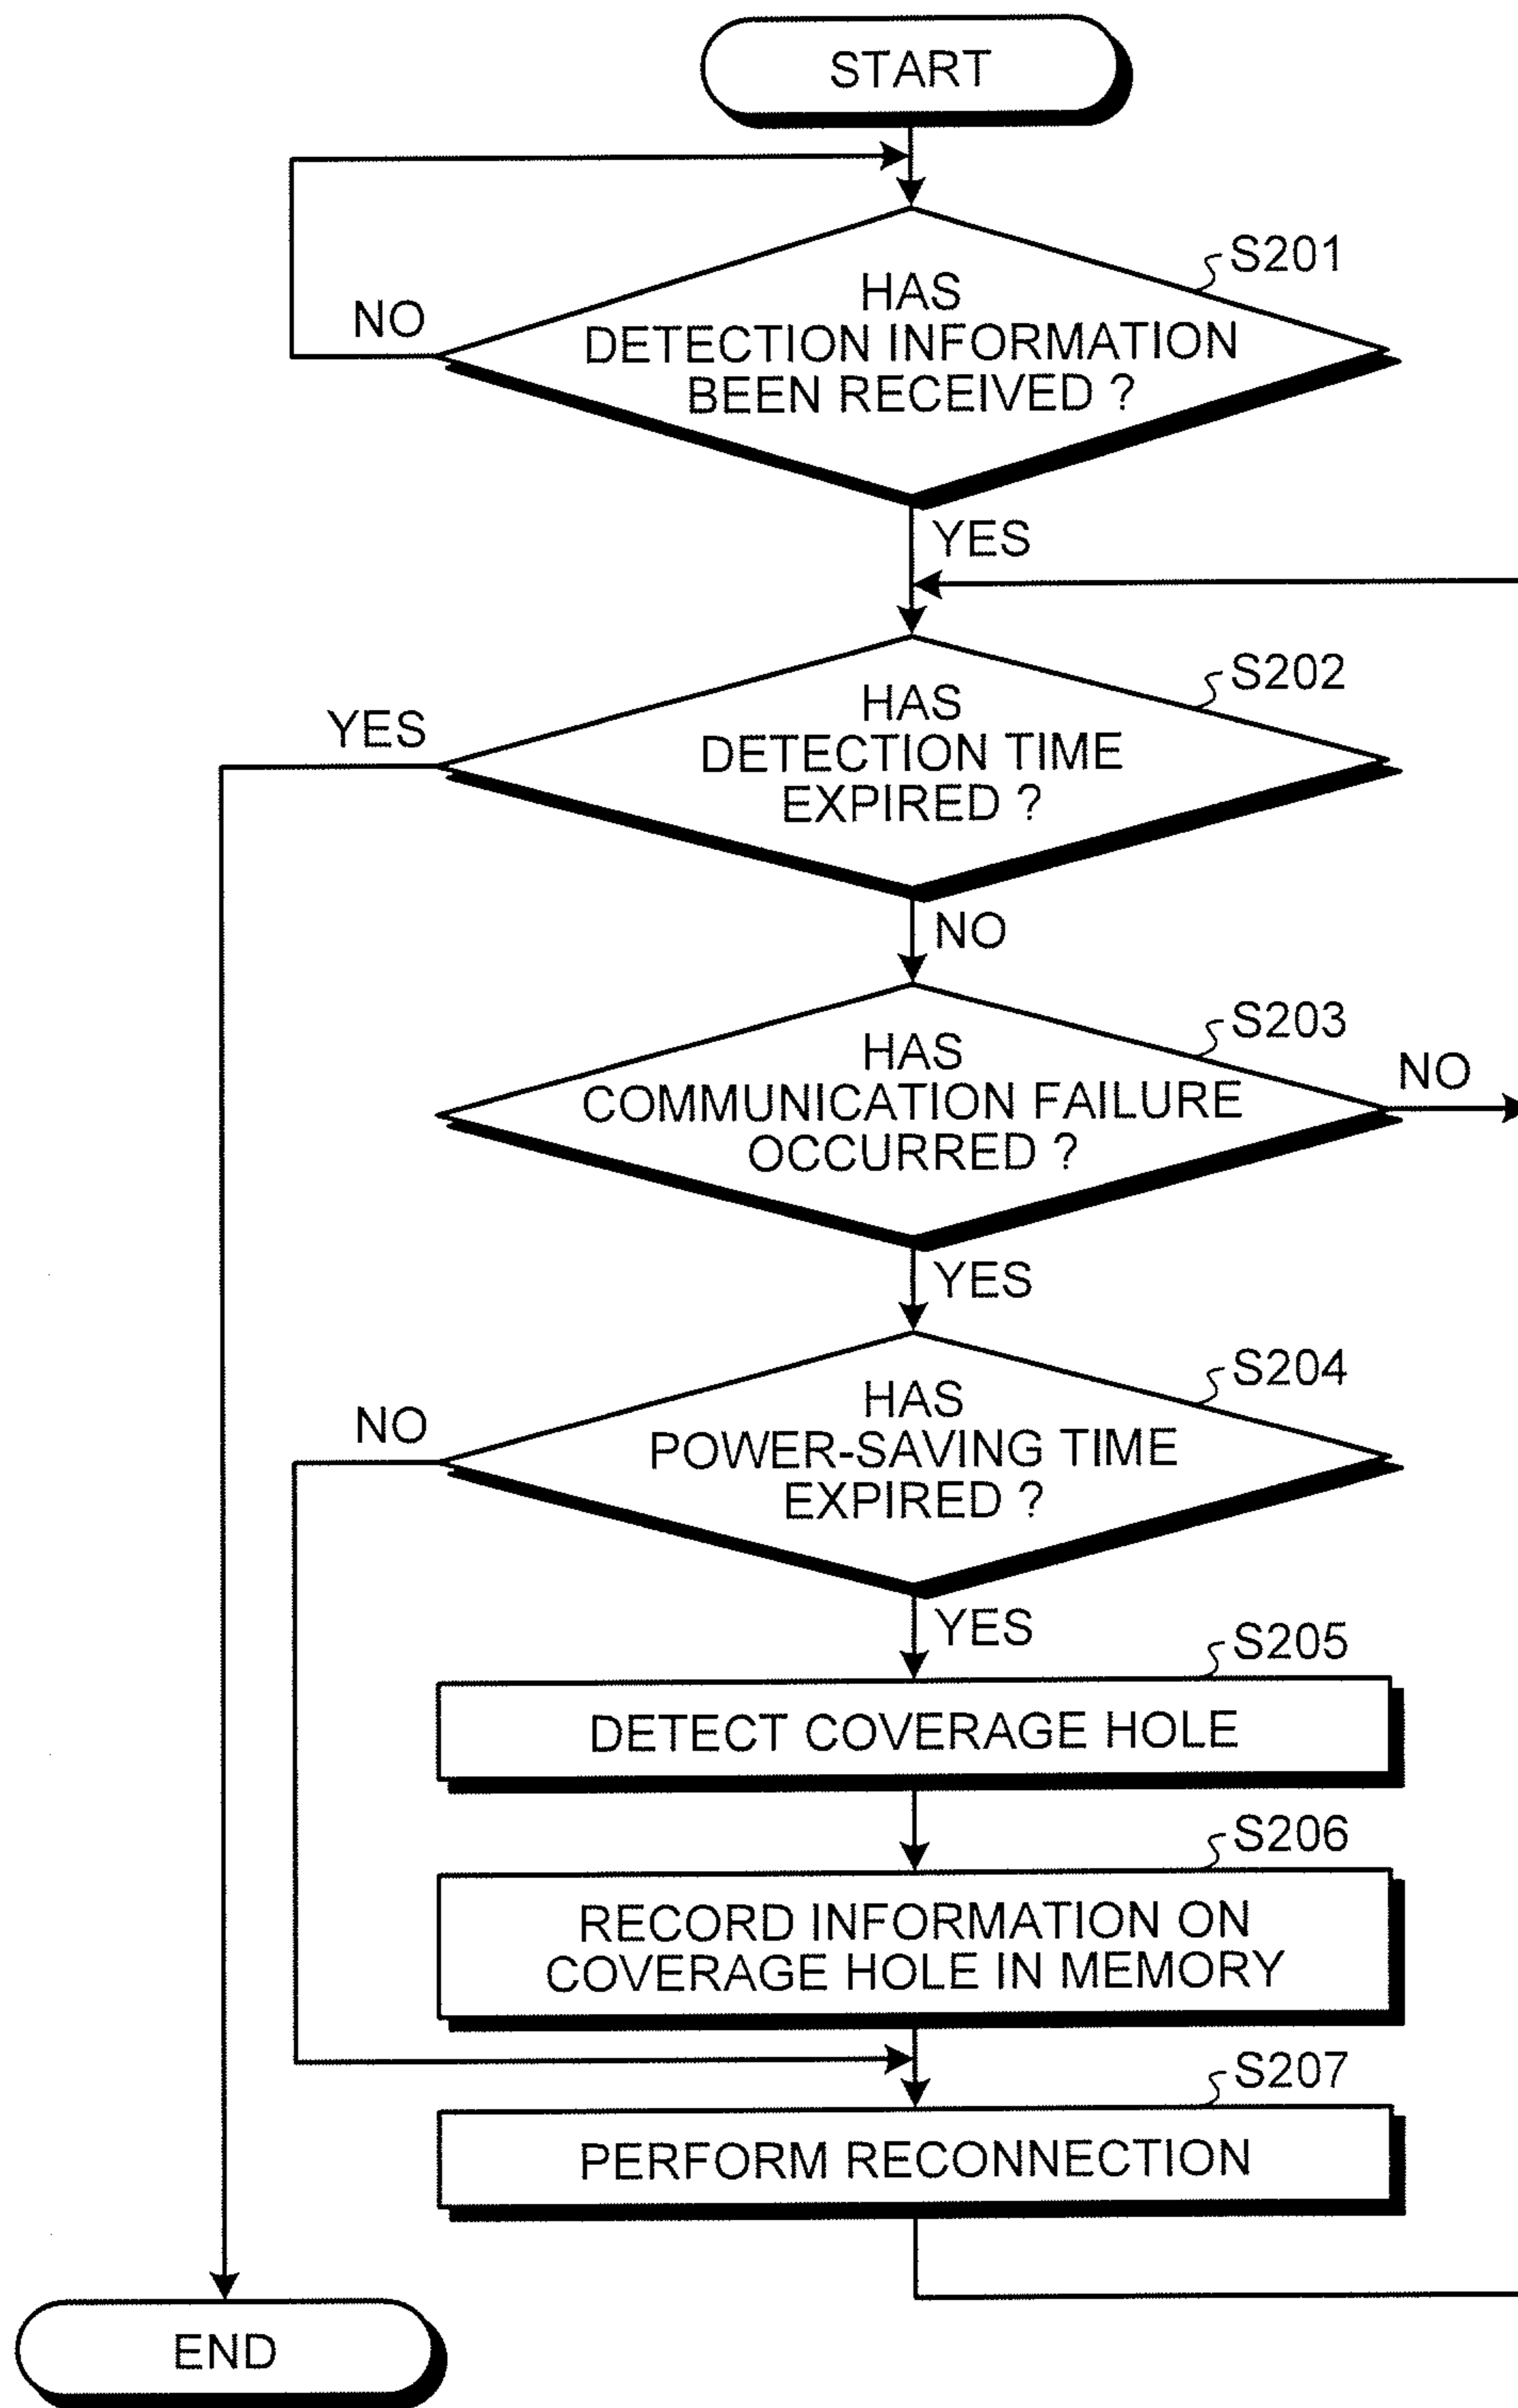 START
S201
HAS
DETECTION INFORMATION
BEEN RECEIVED ?
NO
YES
S202
HAS
DETECTION TIME
EXPIRED ?
YES
NO
S203
HAS
COMMUNICATION FAILURE
OCCURRED ?
NO
YES
S204
HAS
POWER-SAVING TIME
EXPIRED ?
NO
YES
S205
DETECT COVERAGE HOLE
S206
RECORD INFORMATION ON
COVERAGE HOLE IN MEMORY
S207
PERFORM RECONNECTION
END